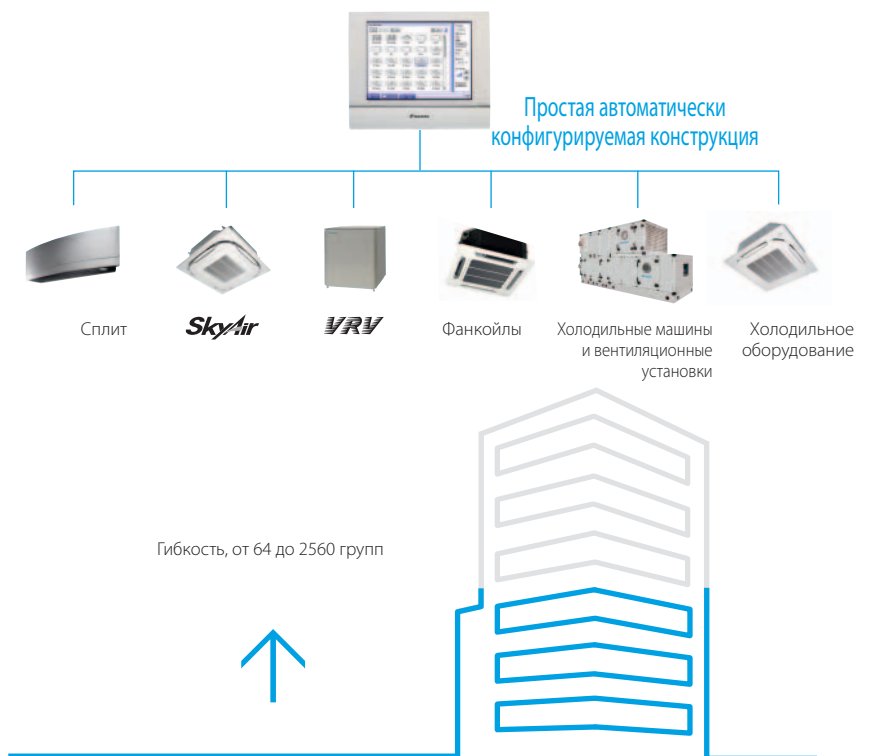 DAIKIN
Простая автоматически
конфигурируемая конструкция
Сплит
SkyAir
VRV
Фанкойлы
Холодильные машины
и вентиляционные
установки
Холодильное
оборудование
Гибкость, от 64 до 2560 групп